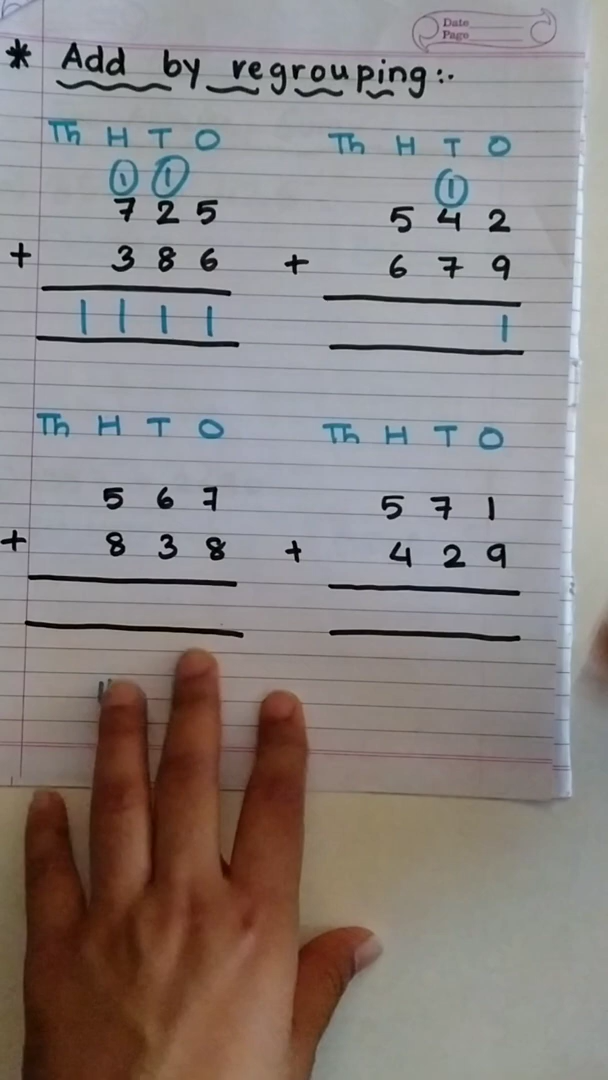 Date
Page
* Add by regrouping:.
Th H T O Th H T O
1 1 1
7 2 5 5 4 2
+ 3 8 6 + 6 7 9
1 1 1 1 1
Th H T O Th H T O
5 6 7 5 7 1
+ 8 3 8 + 4 2 9